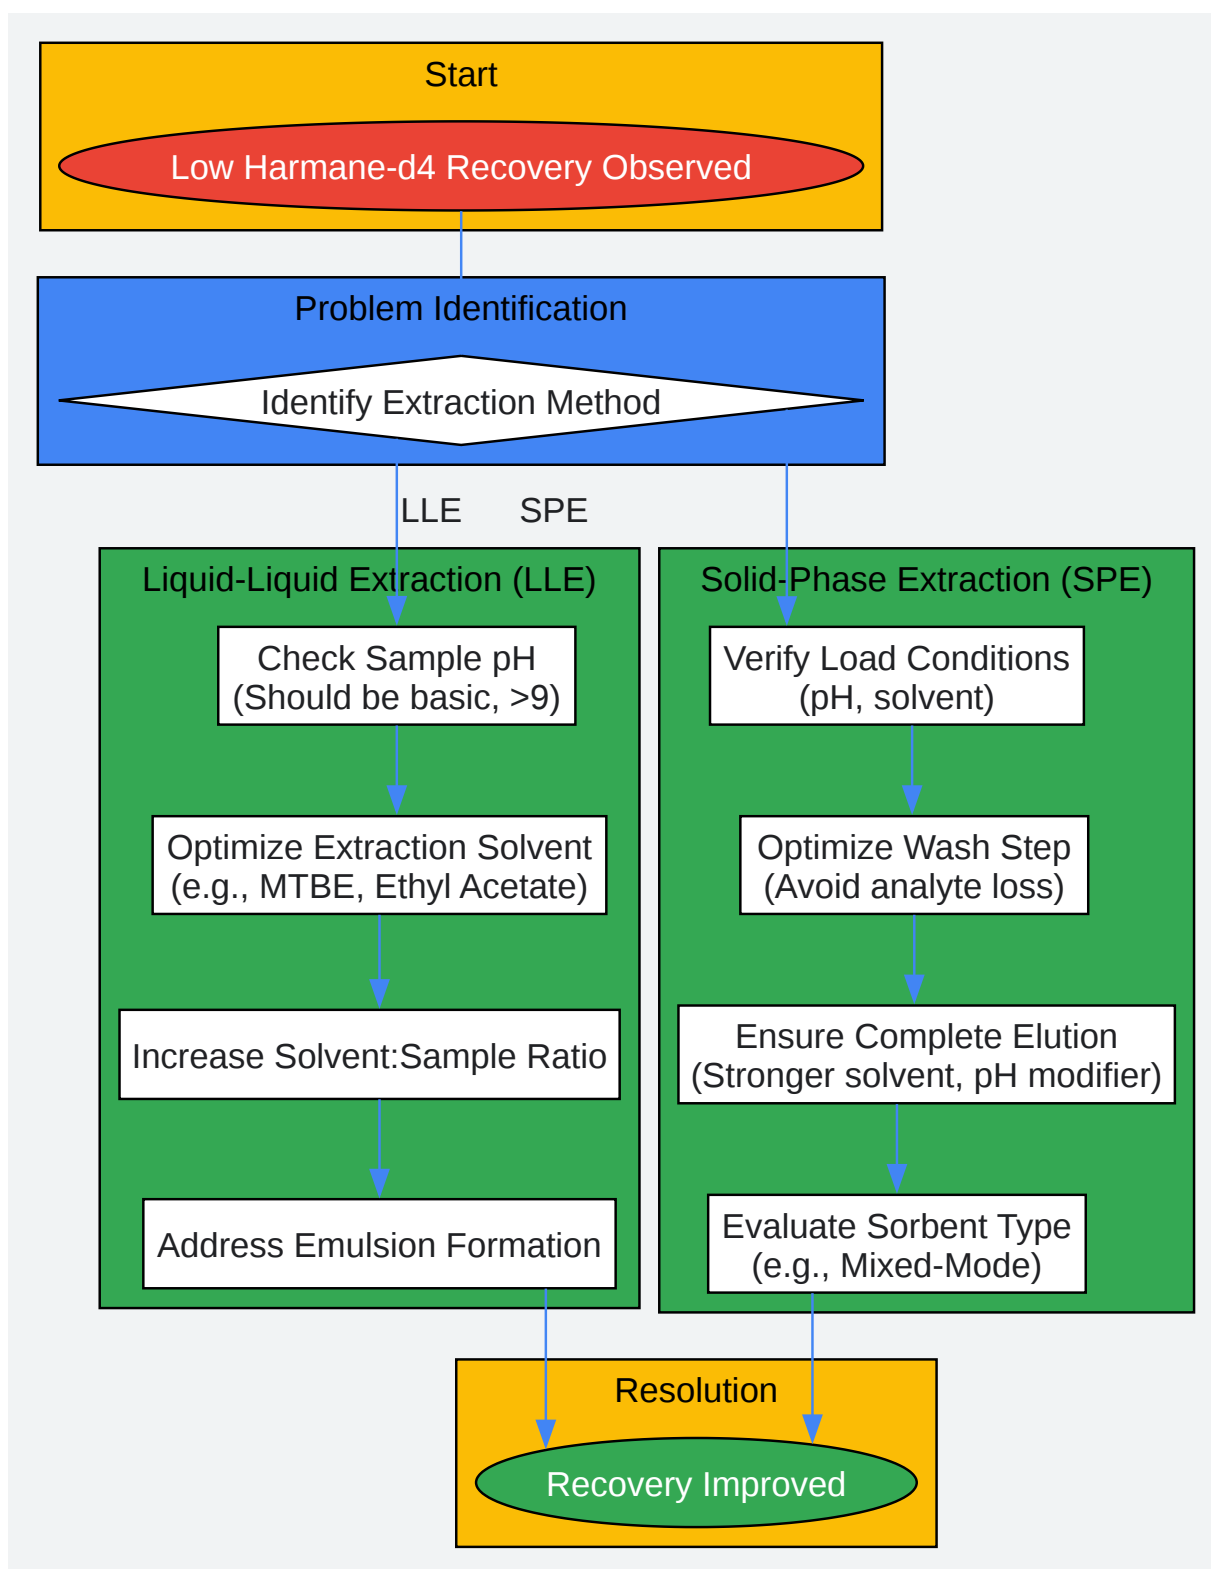 Start
Low Harmane-d4 Recovery Observed
Problem Identification
Identify Extraction Method
LLE
SPE
Liquid-Liquid Extraction (LLE)
Check Sample pH
(Should be basic, >9)
Optimize Extraction Solvent
(e.g., MTBE, Ethyl Acetate)
Increase Solvent:Sample Ratio
Address Emulsion Formation
Solid-Phase Extraction (SPE)
Verify Load Conditions
(pH, solvent)
Optimize Wash Step
(Avoid analyte loss)
Ensure Complete Elution
(Stronger solvent, pH modifier)
Evaluate Sorbent Type
(e.g., Mixed-Mode)
Resolution
Recovery Improved